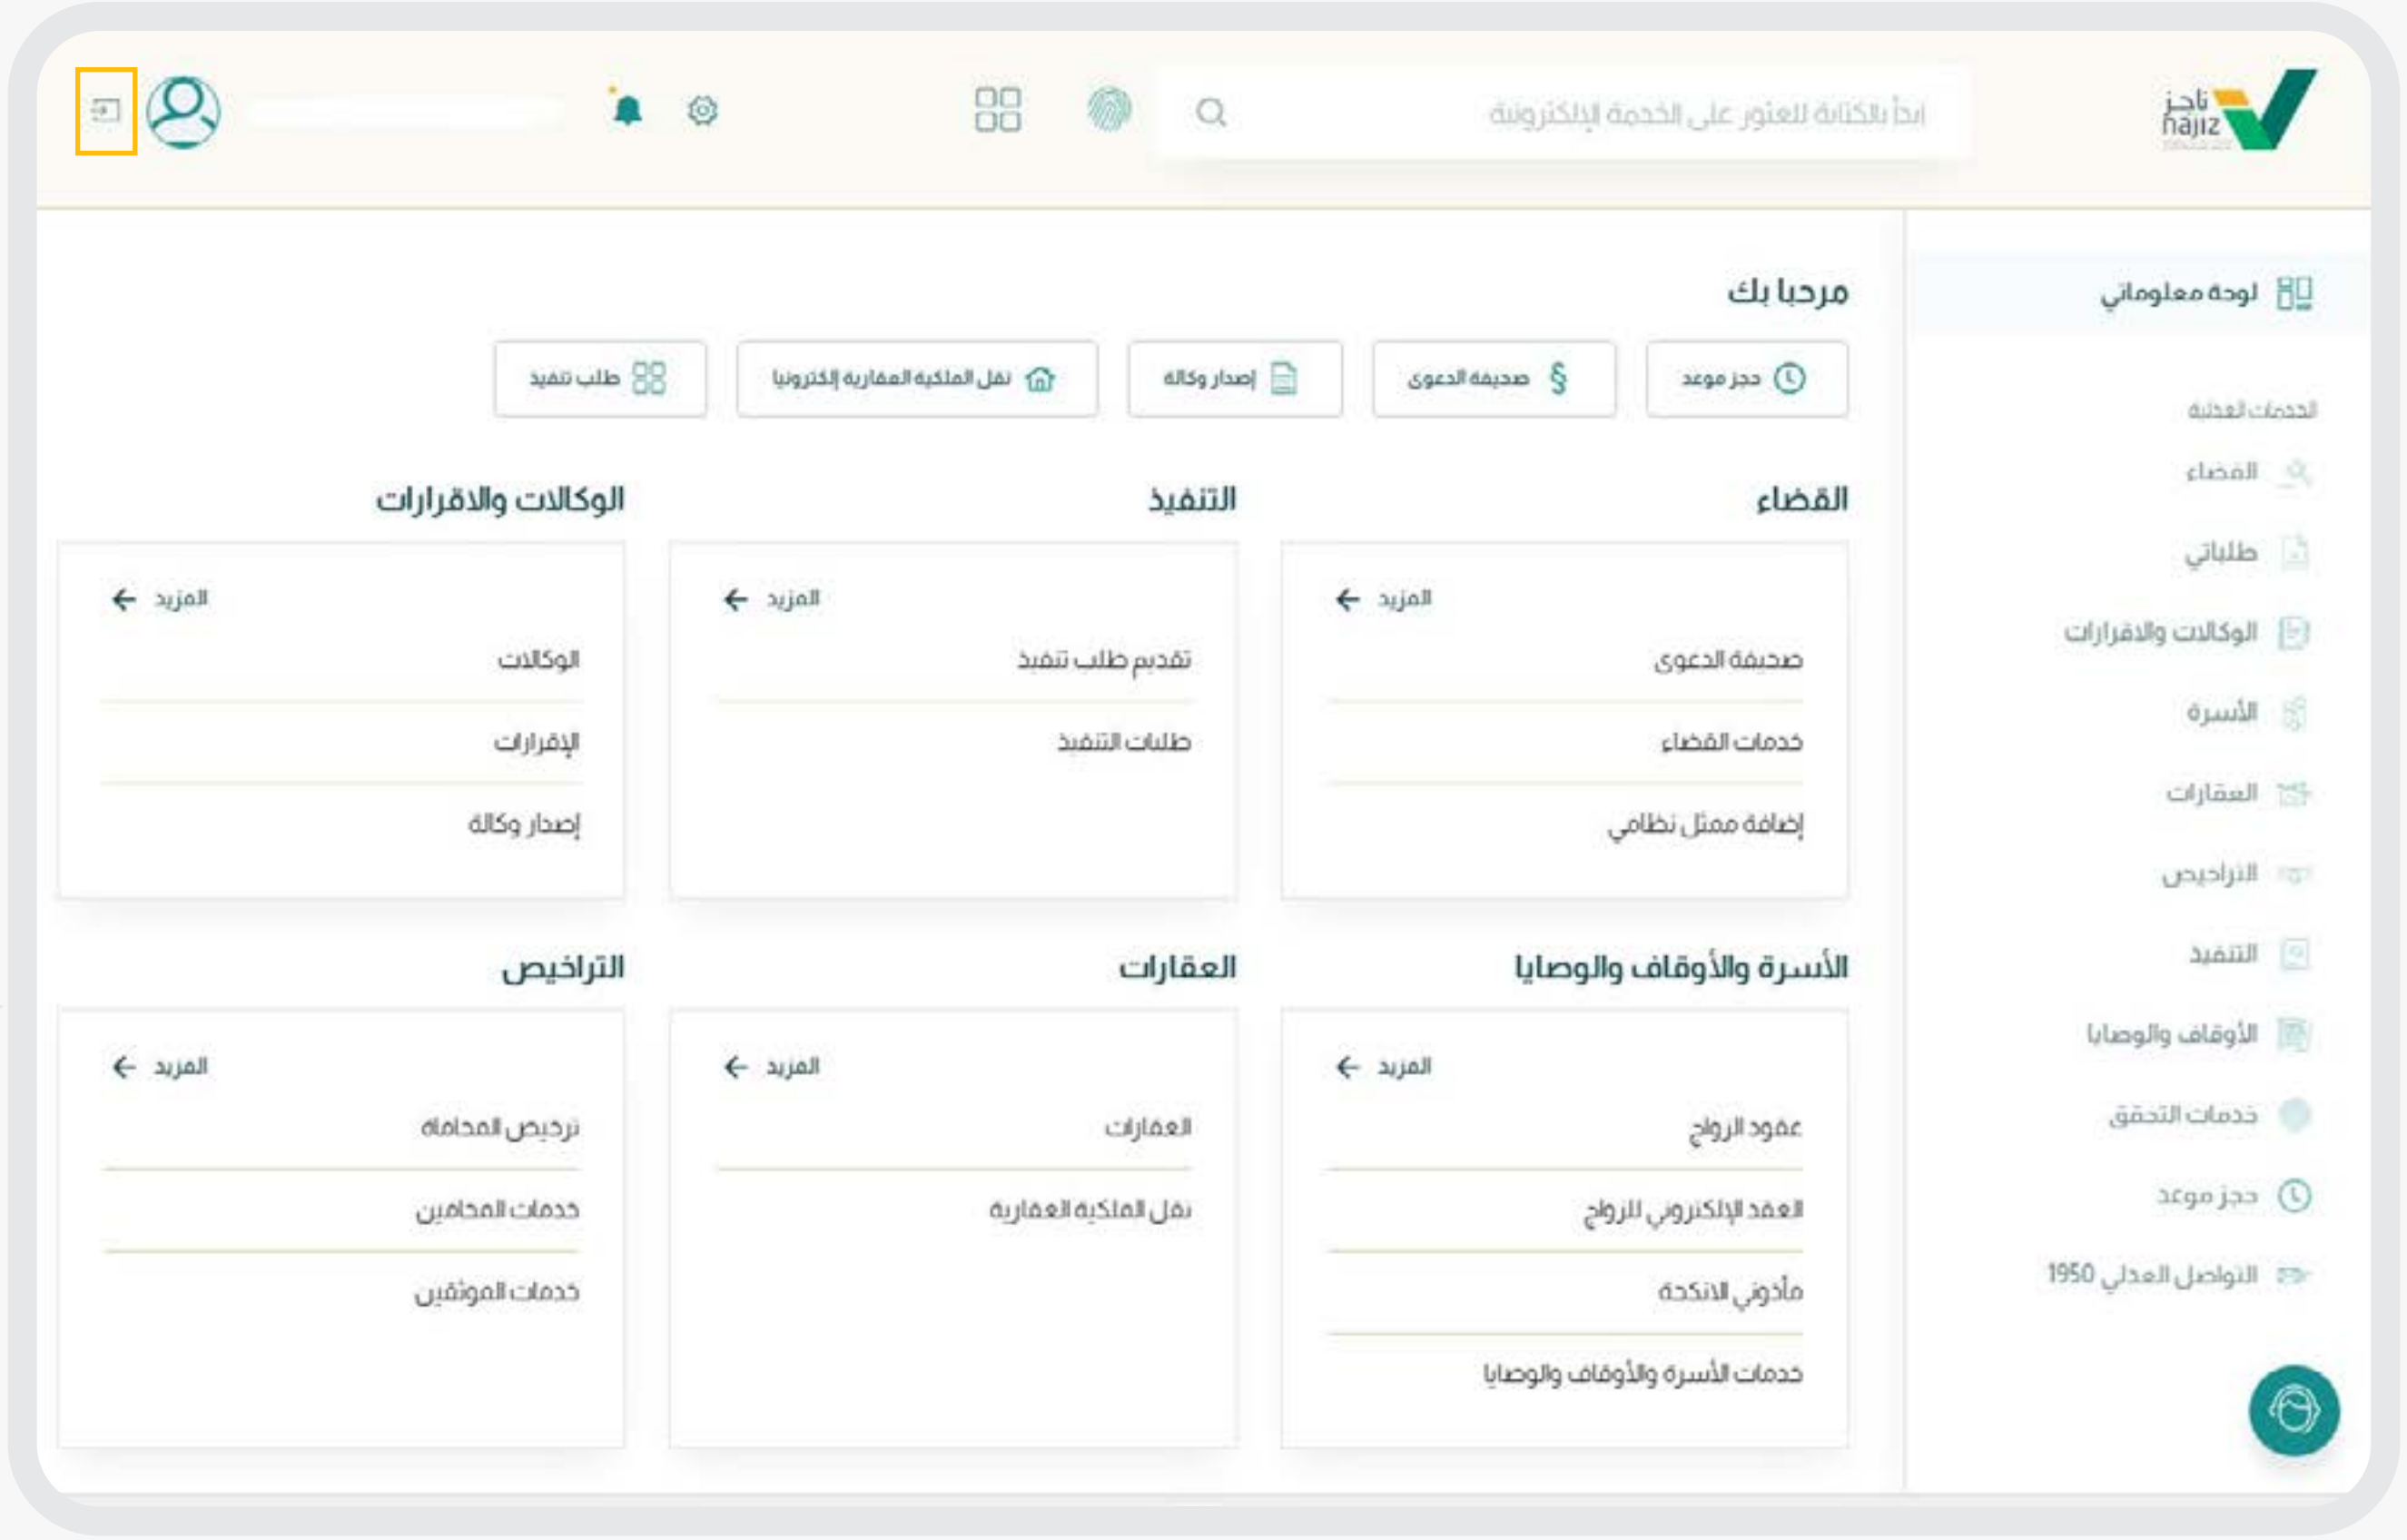 ناجز
najiz
ابدأ بالكتابة للعثور على الخدمة الإلكترونية
لوحة معلوماتي
الخدمات العدلية
القضاء
طلباتي
الوكالات والاقرارات
الأسرة
العقارات
التراخيص
التنفيذ
الأوقاف والوصايا
خدمات التحقق
حجز موعد
التواصل العدلي 1950
مرحبا بك
حجز موعد
صحيفة الدعوى
إصدار وكالة
نقل الملكية العقارية إلكترونيا
طلب تنفيذ
القضاء
المزيد
صحيفة الدعوى
خدمات القضاء
إضافة ممثل نظامي
التنفيذ
المزيد
تقديم طلب تنفيذ
طلبات التنفيذ
الوكالات والاقرارات
المزيد
الوكالات
الإقرارات
إصدار وكالة
الأسرة والأوقاف والوصايا
المزيد
عقود الزواج
العقد الإلكتروني للزواج
مأذوني الانكحة
خدمات الأسرة والأوقاف والوصايا
العقارات
المزيد
العقارات
نقل الملكية العقارية
التراخيص
المزيد
ترخيص المحاماة
خدمات المحامين
خدمات الموثقين